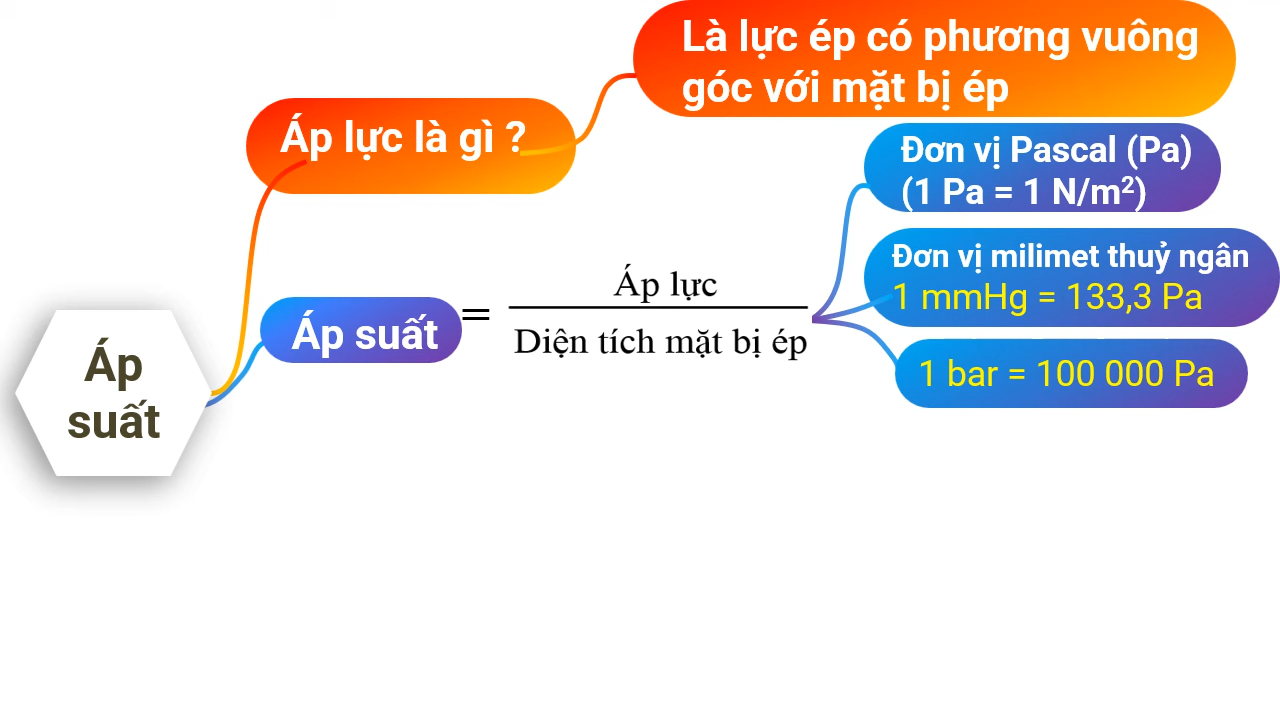 Là lực ép có phương vuông
góc với mặt bị ép
Áp lực là gì ?
Đơn vị Pascal (Pa)
(1 Pa = 1 N/m²)
Đơn vị milimet thuỷ ngân
1 mmHg = 133,3 Pa
1 bar = 100 000 Pa
Áp suất
=
Áp lực
Diện tích mặt bị ép
Áp
suất